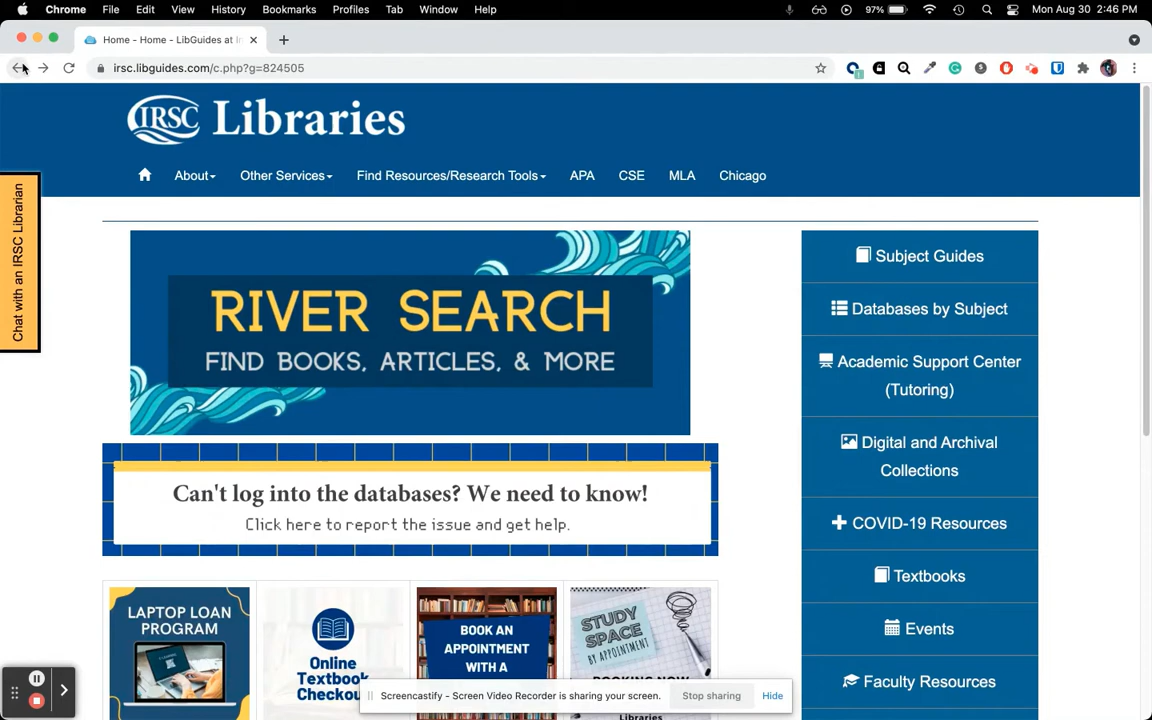 Chrome File Edit View History Bookmarks Profiles Tab Window Help 97% Mon Aug 30 2:46 PM
Home - Home - LibGuides at
irsc.libguides.com/c.php?g=824505
IRSC Libraries
About Other Services Find Resources/Research Tools APA CSE MLA Chicago
Chat with an IRSC Librarian
RIVER SEARCH
FIND BOOKS, ARTICLES, & MORE
Can't log into the databases? We need to know!
Click here to report the issue and get help.
Subject Guides
Databases by Subject
Academic Support Center
(Tutoring)
Digital and Archival
Collections
COVID-19 Resources
Textbooks
Events
Faculty Resources
LAPTOP LOAN
PROGRAM
Online
Textbook
Checkou
BOOK AN
APPOINTMENT
WITH A
STUDY
SPACE
BY APPOINTMENT
BOOKING NOW
Libraries
Screencastify - Screen Video Recorder is sharing your screen. Stop sharing Hide